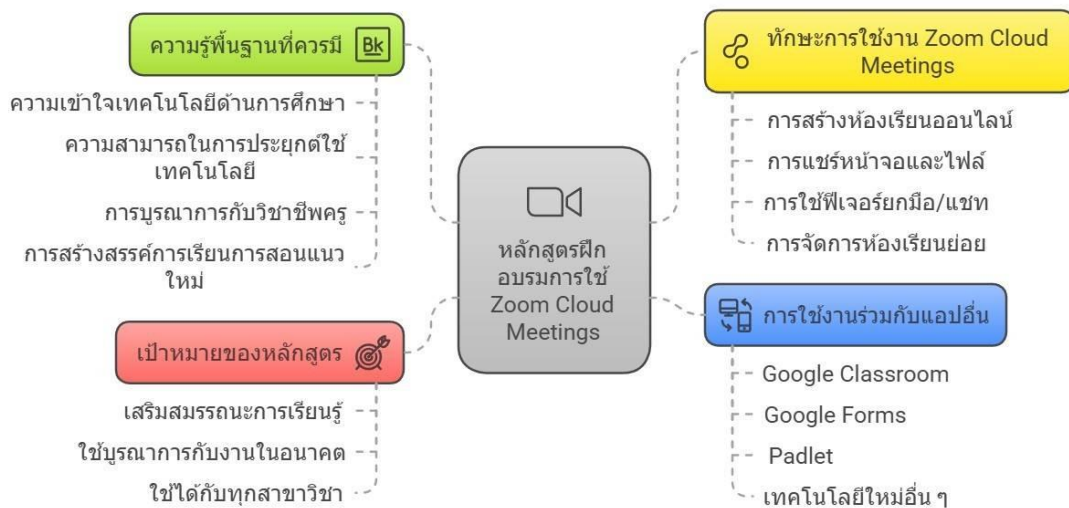 ความรู้พื้นฐานที่ควรมี
Bk
ความเข้าใจเทคโนโลยีด้านการศึกษา
ความสามารถในการประยุกต์ใช้
เทคโนโลยี
การบูรณาการกับวิชาชีพครู
การสร้างสรรค์การเรียนการสอนแนว
ใหม่
เป้าหมายของหลักสูตร
เสริมสมรรถนะการเรียนรู้
ใช้บูรณาการกับงานในอนาคต
ใช้ได้กับทุกสาขาวิชา
หลักสูตรฝึก
อบรมการใช้
Zoom Cloud
Meetings
ทักษะการใช้งาน Zoom Cloud
Meetings
การสร้างห้องเรียนออนไลน์
การแชร์หน้าจอและไฟล์
การใช้ฟีเจอร์ยกมือ/แชท
การจัดการห้องเรียนย่อย
การใช้งานร่วมกับแอปอื่น
Google Classroom
Google Forms
Padlet
เทคโนโลยีใหม่อื่น ๆ